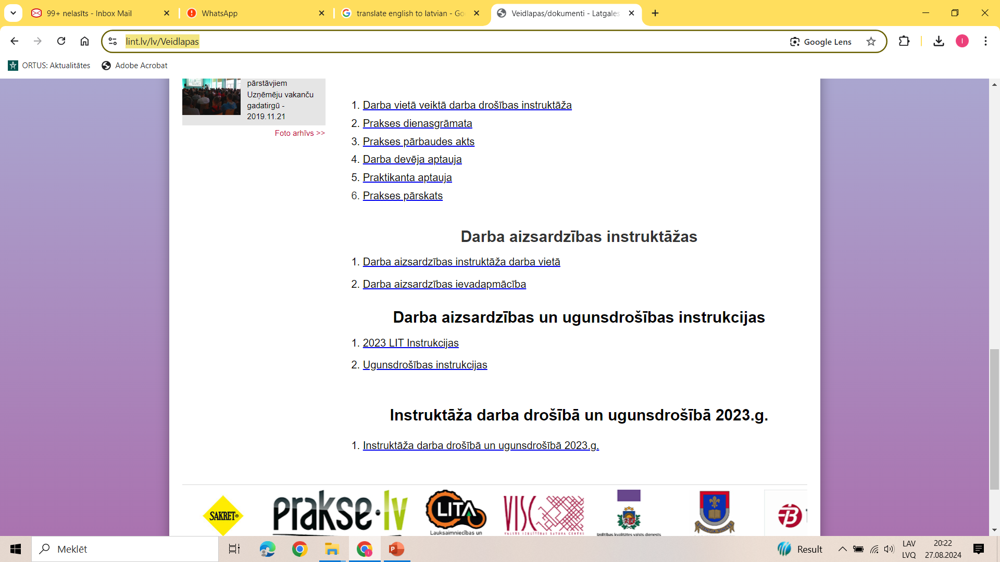 99+ nelasīts - Inbox Mail
WhatsApp
translate english to latvian - Go
Veidlapas/dokumenti - Latgales
lint.lv/lv/Veidlapas
Google Lens
I
ORTUS: Aktualitātes
Adobe Acrobat
pārstāvjiem
Uzņēmēju vakanču
gadatirgū -
2019.11.21
Foto arhīvs >>
1. Darba vietā veiktā darba drošības instruktāža
2. Prakses dienasgrāmata
3. Prakses pārbaudes akts
4. Darba devēja aptauja
5. Praktikanta aptauja
6. Prakses pārskats
Darba aizsardzības instruktāžas
1. Darba aizsardzības instruktāža darba vietā
2. Darba aizsardzības ievadapmācība
Darba aizsardzības un ugunsdrošības instrukcijas
1. 2023 LIT Instrukcijas
2. Ugunsdrošības instrukcijas
Instruktāža darba drošībā un ugunsdrošībā 2023.g.
1. Instruktāža darba drošībā un ugunsdrošībā 2023.g.
SAKRET®
prakse.lv
LITA
Lauksaimniecības un
VISC
VALSTS IZGLĪTĪBAS SATURA CENTRS
Izglītības kvalitātes valsts dienests
B
Meklēt
Result
LAV
LVQ
20:22
27.08.2024